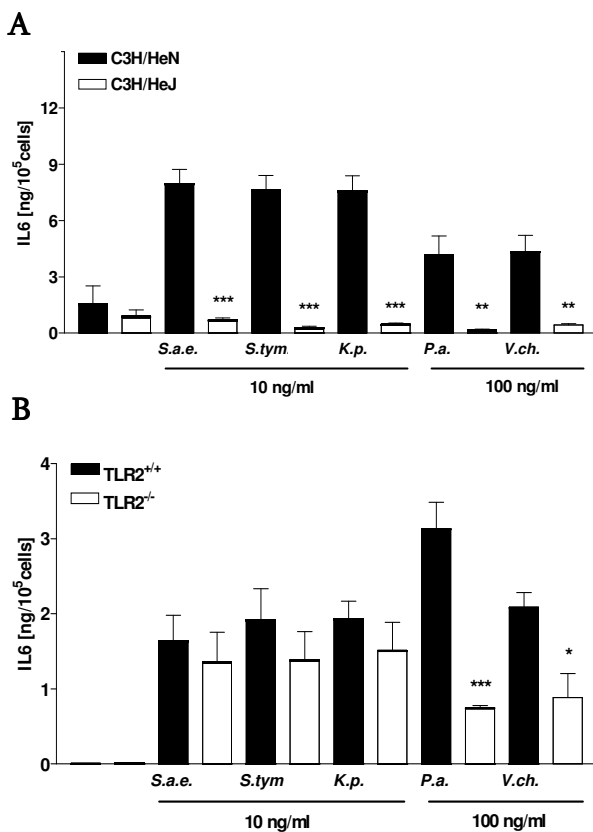 A
C3H/HeN
C3H/HeJ
IL6 [ng/10⁵cells]
15
12
9
6
3
0
***
***
***
**
**
S.a.e. S.tym. K.p. P.a. V.ch.
10 ng/ml 100 ng/ml
B
TLR2⁺/⁺
TLR2⁻/⁻
IL6 [ng/10⁵cells]
4
3
2
1
0
***
*
S.a.e. S.tym K.p. P.a. V.ch.
10 ng/ml 100 ng/ml